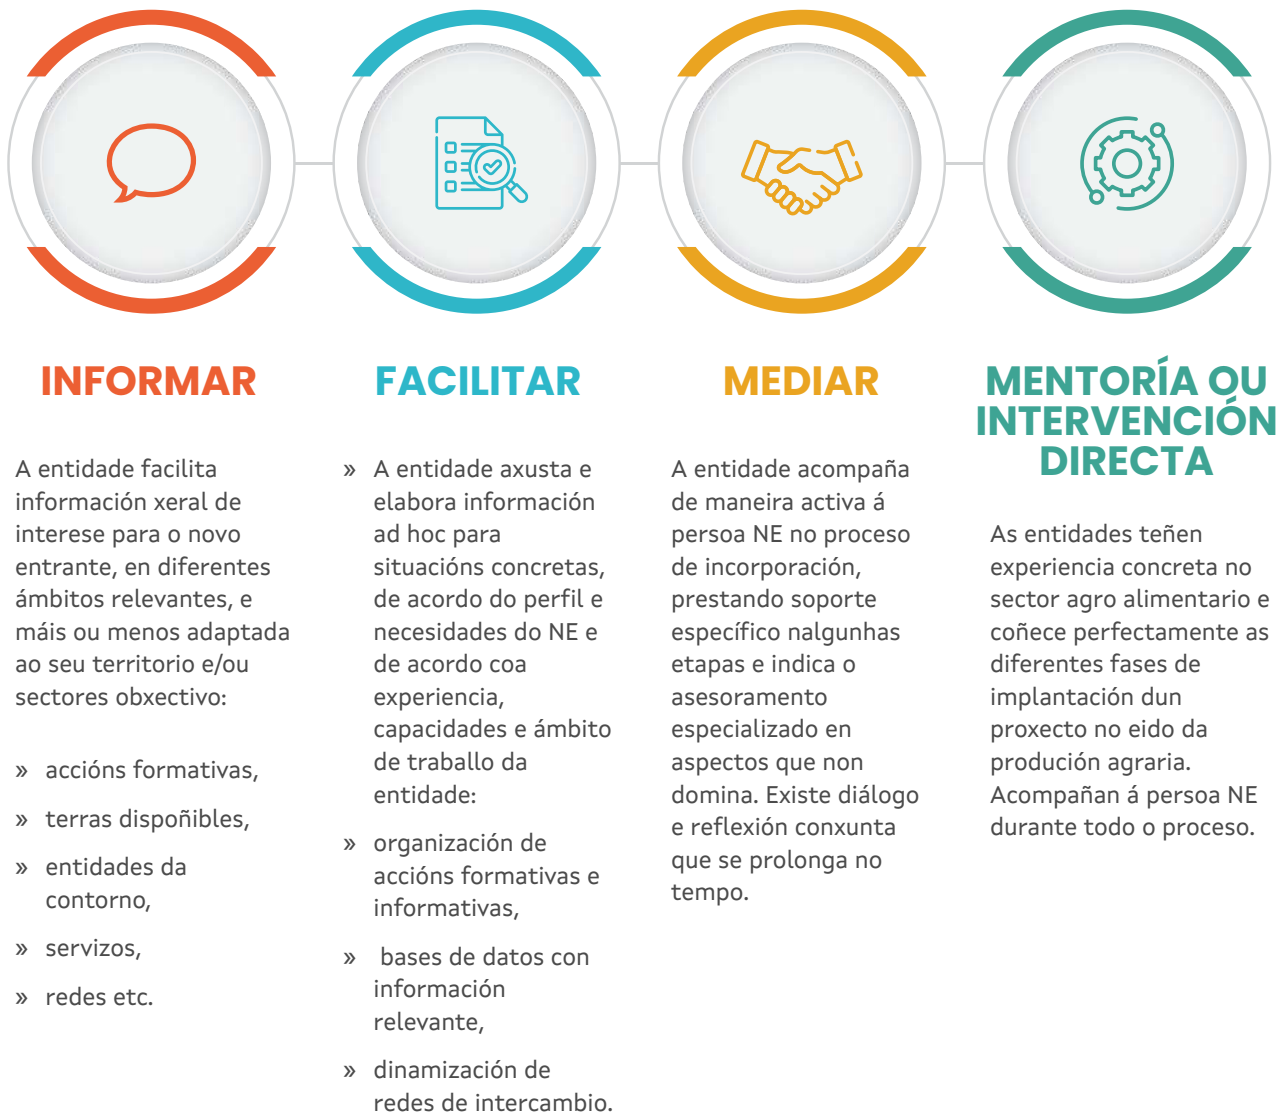 INFORMAR
A entidade facilita
información xeral de
interese para o novo
entrante, en diferentes
ámbitos relevantes, e
máis ou menos adaptada
ao seu territorio e/ou
sectores obxectivo:
» accións formativas,
» terras dispoñibles,
» entidades da
contorno,
» servizos,
» redes etc.
FACILITAR
» A entidade axusta e
elabora información
ad hoc para
situacións concretas,
de acordo do perfil e
necesidades do NE e
de acordo coa
experiencia,
capacidades e ámbito
de traballo da
entidade:
» organización de
accións formativas e
informativas,
» bases de datos con
información
relevante,
» dinamización de
redes de intercambio.
MEDIAR
A entidade acompaña
de maneira activa á
persoa NE no proceso
de incorporación,
prestando soporte
específico nalgunhas
etapas e indica o
asesoramento
especializado en
aspectos que non
domina. Existe diálogo
e reflexión conxunta
que se prolonga no
tempo.
MENTORÍA OU
INTERVENCIÓN
DIRECTA
As entidades teñen
experiencia concreta no
sector agro alimentario e
coñece perfectamente as
diferentes fases de
implantación dun
proxecto no eido da
produción agraria.
Acompañan á persoa NE
durante todo o proceso.